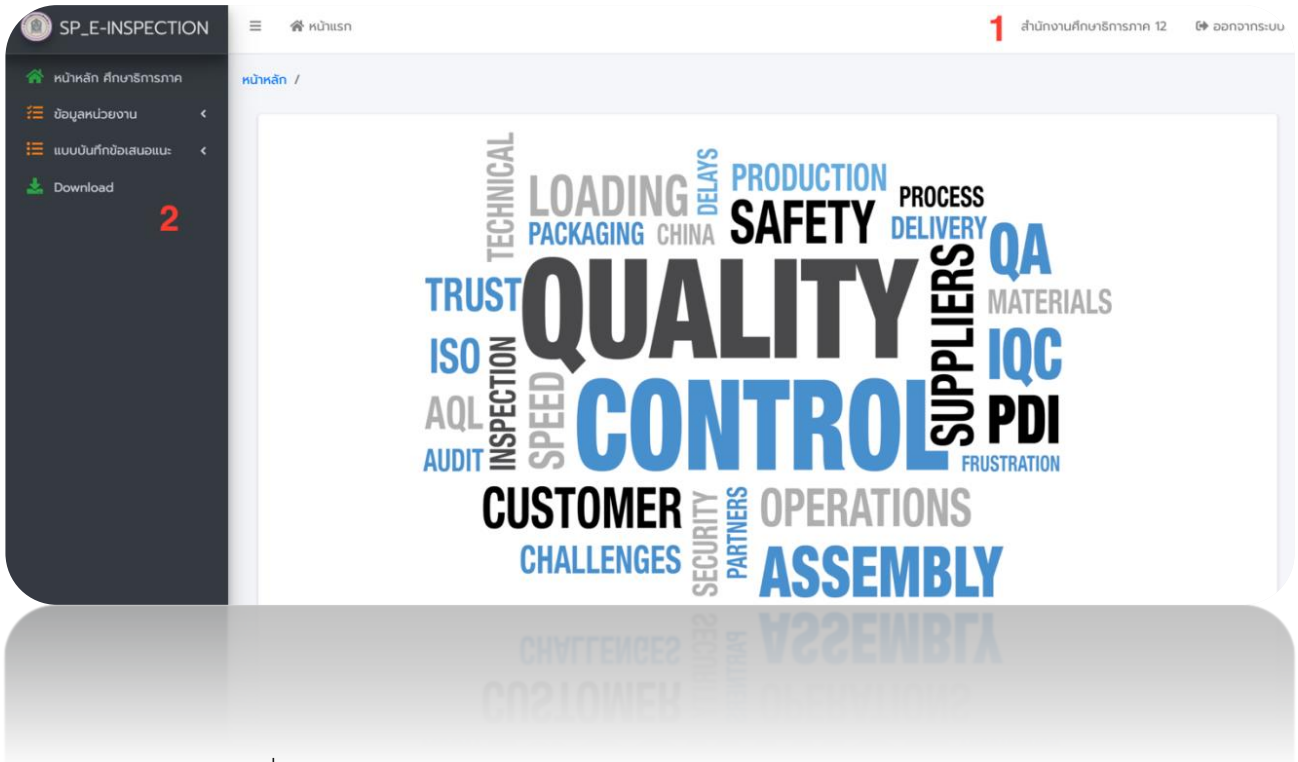 SP_E-INSPECTION
หน้าแรก
1
สำนักงานศึกษาธิการภาค 12
ออกจากระบบ
หน้าหลัก ศึกษาธิการภาค
ข้อมูลหน่วยงาน
แบบบันทึกข้อเสนอแนะ
Download
2
หน้าหลัก /
TECHNICAL
LOADING
DELAYS
PRODUCTION
PROCESS
PACKAGING
CHINA
SAFETY
DELIVERY
QA
TRUST
QUALITY
SUPPLIERS
MATERIALS
ISO
INSPECTION
IQC
AQL
SPEED
CONTROL
PDI
AUDIT
FRUSTRATION
CUSTOMER
SECURITY
PARTNERS
OPERATIONS
CHALLENGES
ASSEMBLY